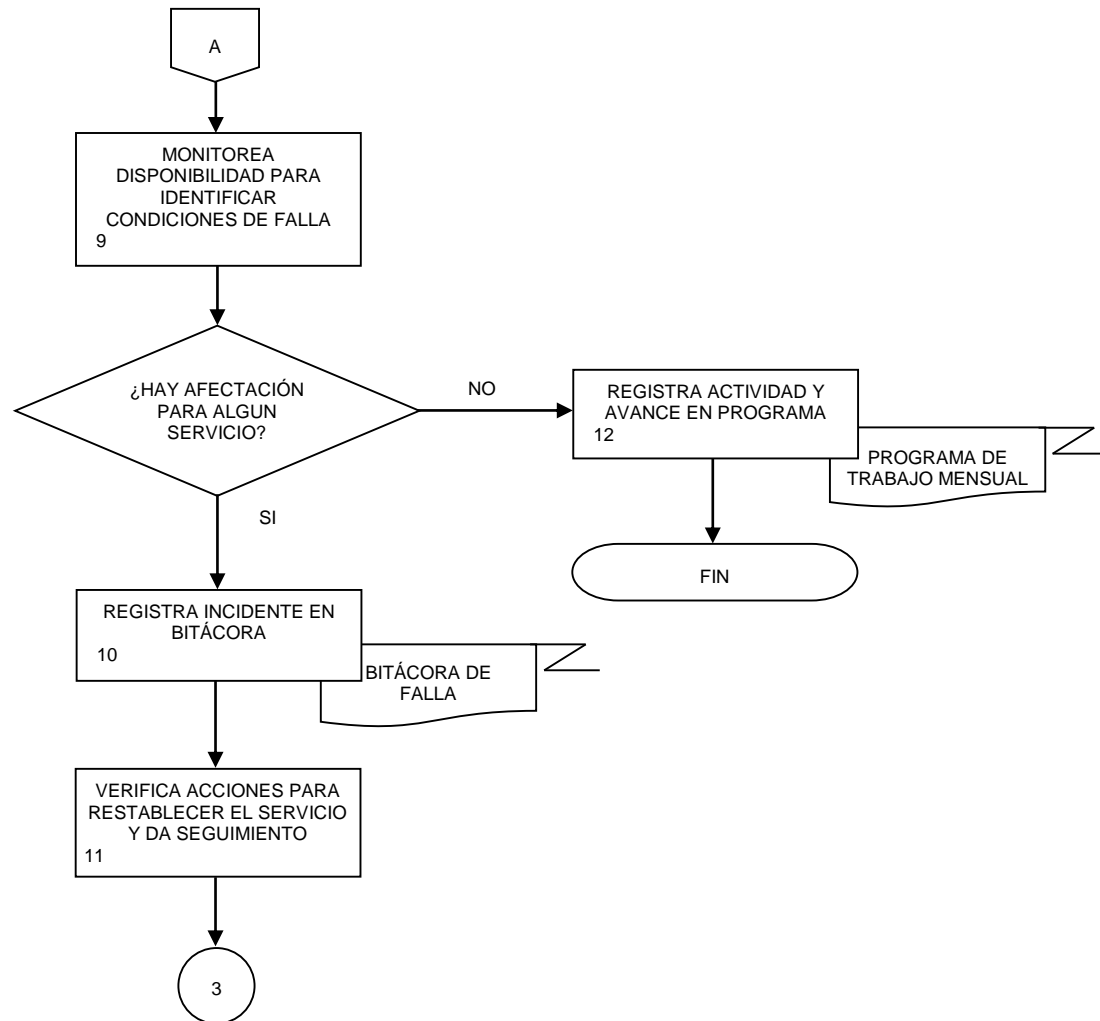 A
MONITOREA
DISPONIBILIDAD PARA
IDENTIFICAR
CONDICIONES DE FALLA
9
¿HAY AFECTACIÓN
PARA ALGUN
SERVICIO?
NO
REGISTRA ACTIVIDAD Y
AVANCE EN PROGRAMA
12
PROGRAMA DE
TRABAJO MENSUAL
SI
FIN
REGISTRA INCIDENTE EN
BITÁCORA
10
BITÁCORA DE
FALLA
VERIFICA ACCIONES PARA
RESTABLECER EL SERVICIO
Y DA SEGUIMIENTO
11
3